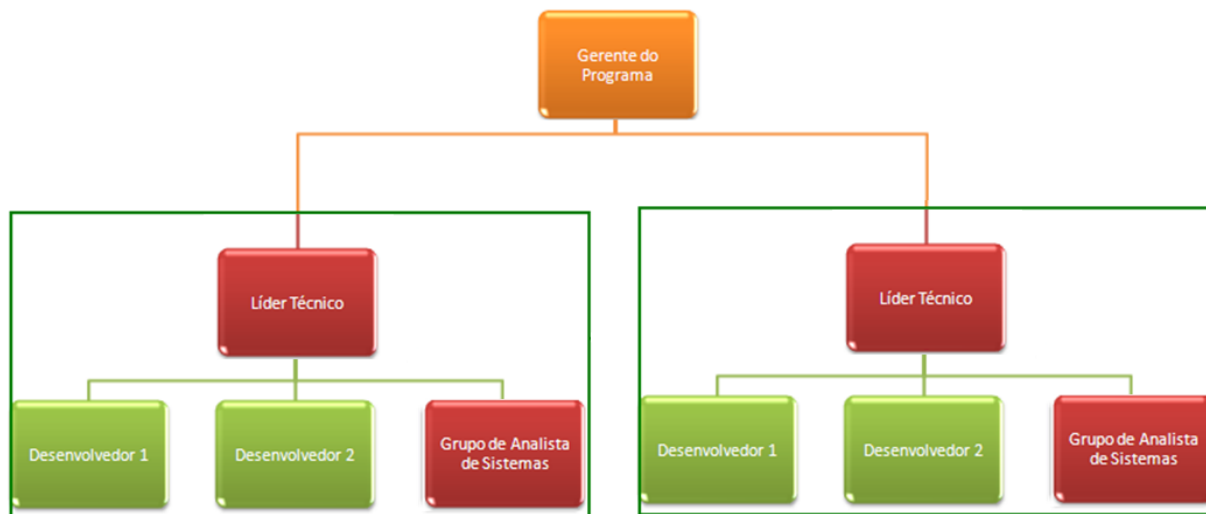 Gerente do
Programa
Líder Técnico
Líder Técnico
Desenvolvedor 1
Desenvolvedor 2
Grupo de Analista
de Sistemas
Desenvolvedor 1
Desenvolvedor 2
Grupo de Analista
de Sistemas